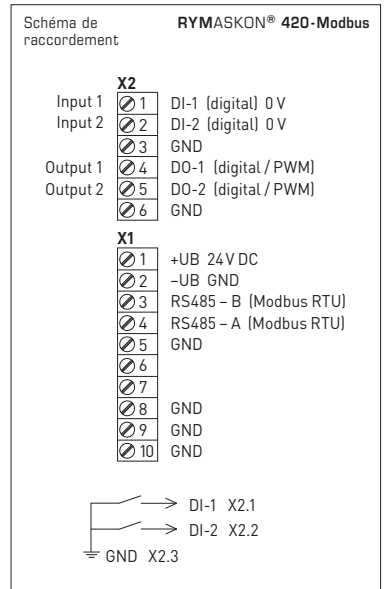 Schéma de raccordement
RYMASKON® 420-Modbus
X2
Input 1 1 DI-1 (digital) 0 V
Input 2 2 DI-2 (digital) 0 V
3 GND
Output 1 4 DO-1 (digital / PWM)
Output 2 5 DO-2 (digital / PWM)
6 GND
X1
1 +UB 24 V DC
2 –UB GND
3 RS485 – B (Modbus RTU)
4 RS485 – A (Modbus RTU)
5 GND
6
7
8 GND
9 GND
10 GND
DI-1 X2.1
DI-2 X2.2
GND X2.3